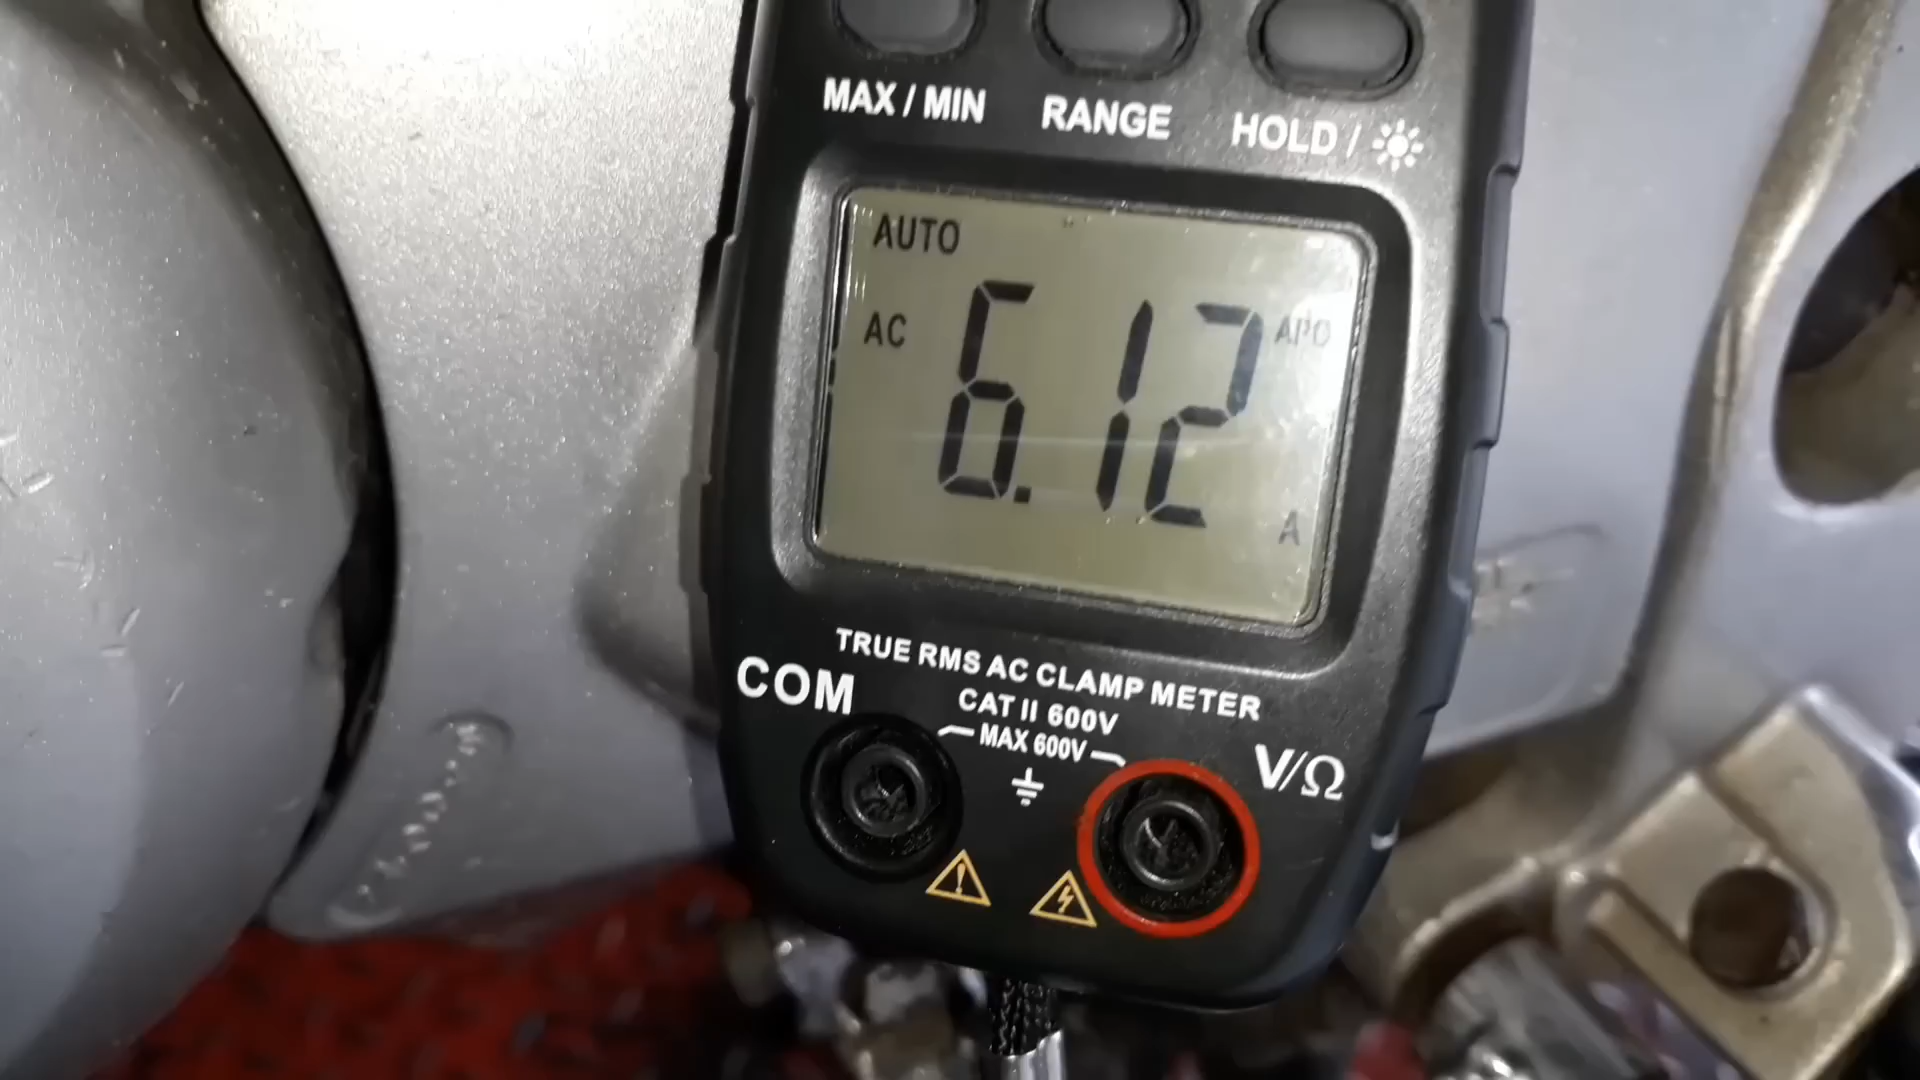 MAX / MIN RANGE HOLD /
AUTO
AC 6.12 APO
A
TRUE RMS AC CLAMP METER
COM
CAT II 600V
MAX 600V
V/Ω